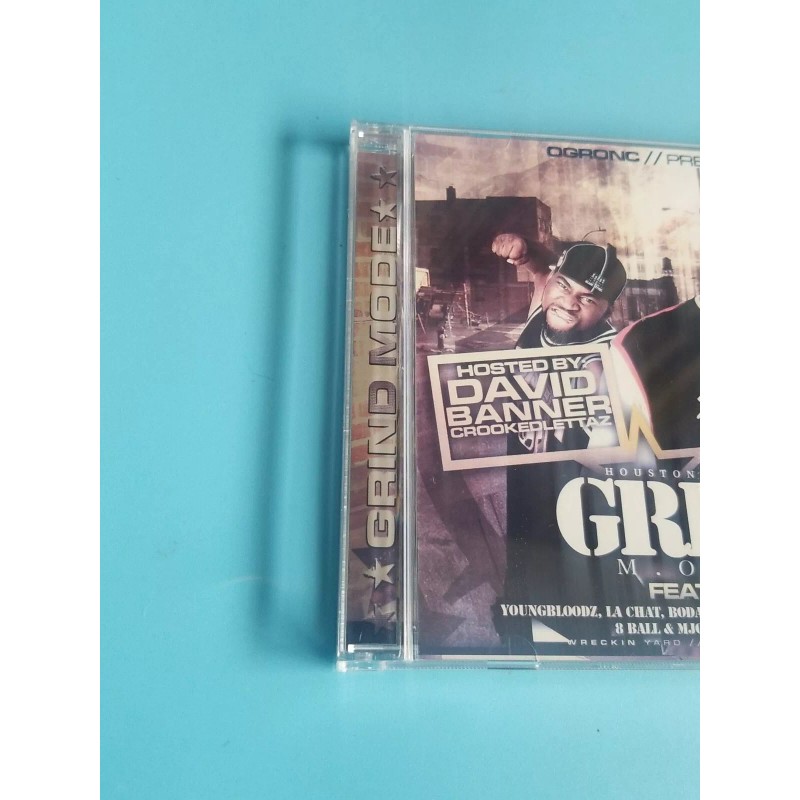 GRIND MODE
OGRONC // PRE
HOSTED BY:
DAVID
BANNER
CROOKEDLETTAZ
HOUSTON
GRI
M.O
FEAT
YOUNGBLOODZ, LA CHAT, BODA
8 BALL & MJG
WRECKIN YARD //